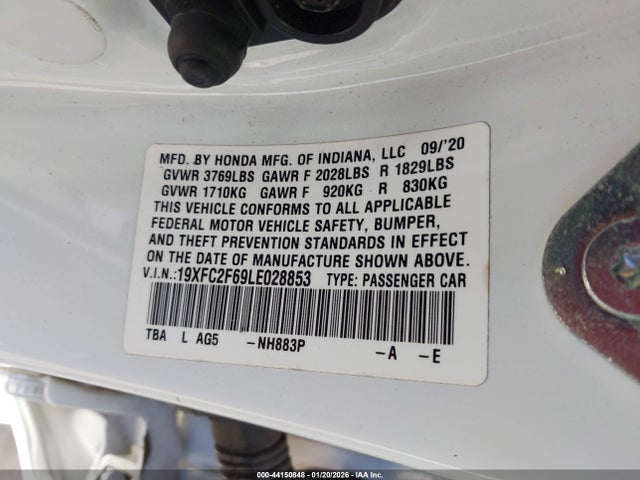 MFD. BY HONDA MFG. OF INDIANA, LLC 09/'20
GVWR 3769LBS GAWR F 2028LBS R 1829LBS
GVWR 1710KG GAWR F 920KG R 830KG
THIS VEHICLE CONFORMS TO ALL APPLICABLE
FEDERAL MOTOR VEHICLE SAFETY, BUMPER,
AND THEFT PREVENTION STANDARDS IN EFFECT
ON THE DATE OF MANUFACTURE SHOWN ABOVE.
V.I.N.:19XFC2F69LE028853 TYPE: PASSENGER CAR
TBA L AG5 -NH883P -A -E
000-44150848 - 01/20/2026 - IAA Inc.